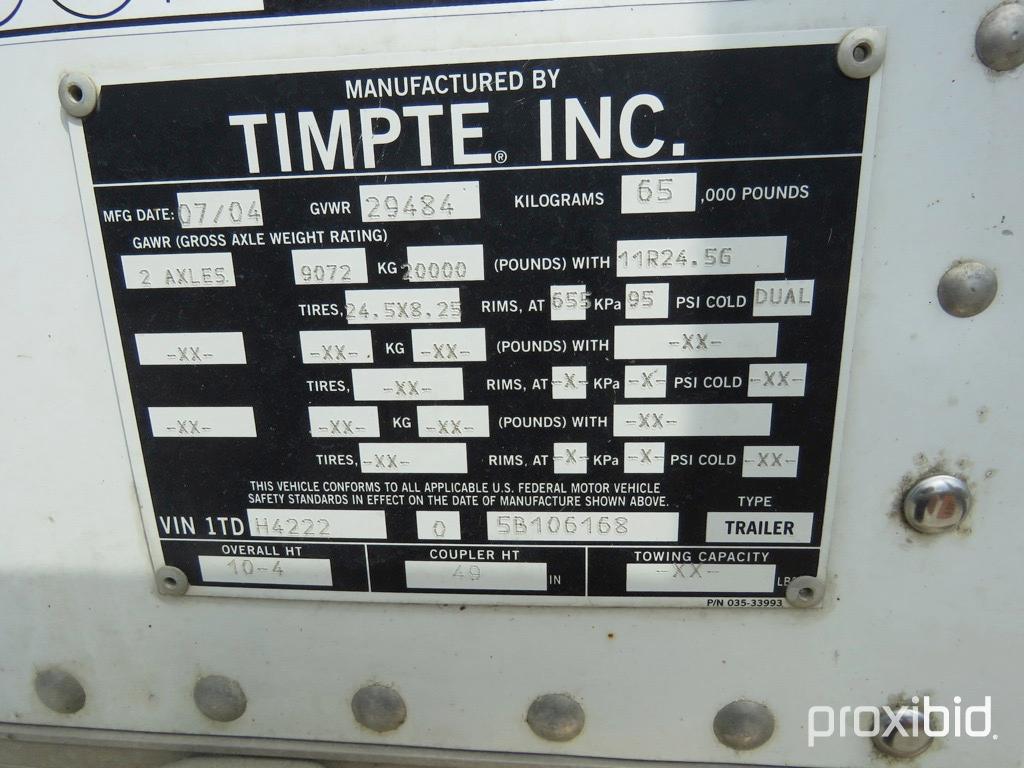 MANUFACTURED BY
TIMPTE® INC.
MFG DATE: 07/04 GVWR 29484 KILOGRAMS 65 ,000 POUNDS
GAWR (GROSS AXLE WEIGHT RATING)
2 AXLES 9072 KG 20000 (POUNDS) WITH 11R24.5G
TIRES, 24.5X8.25 RIMS, AT 655 KPa 95 PSI COLD DUAL
-XX- -XX- KG -XX- (POUNDS) WITH -XX-
TIRES, -XX- RIMS, AT -X- KPa -X- PSI COLD -XX-
-XX- -XX- KG -XX- (POUNDS) WITH -XX-
TIRES, -XX- RIMS, AT -X- KPa -X- PSI COLD -XX-
THIS VEHICLE CONFORMS TO ALL APPLICABLE U.S. FEDERAL MOTOR VEHICLE
SAFETY STANDARDS IN EFFECT ON THE DATE OF MANUFACTURE SHOWN ABOVE.
TYPE
VIN 1TD H4222 0 5B106168 TRAILER
OVERALL HT COUPLER HT TOWING CAPACITY
10-4 49 IN -XX-
P/N 035-33993
proxibid